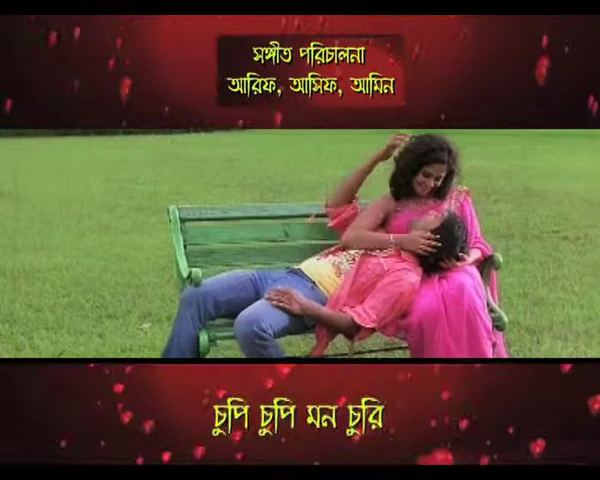 সঙ্গীত পরিচালনা
আরিফ, আসিফ, আমিন
চুপি চুপি মন চুরি